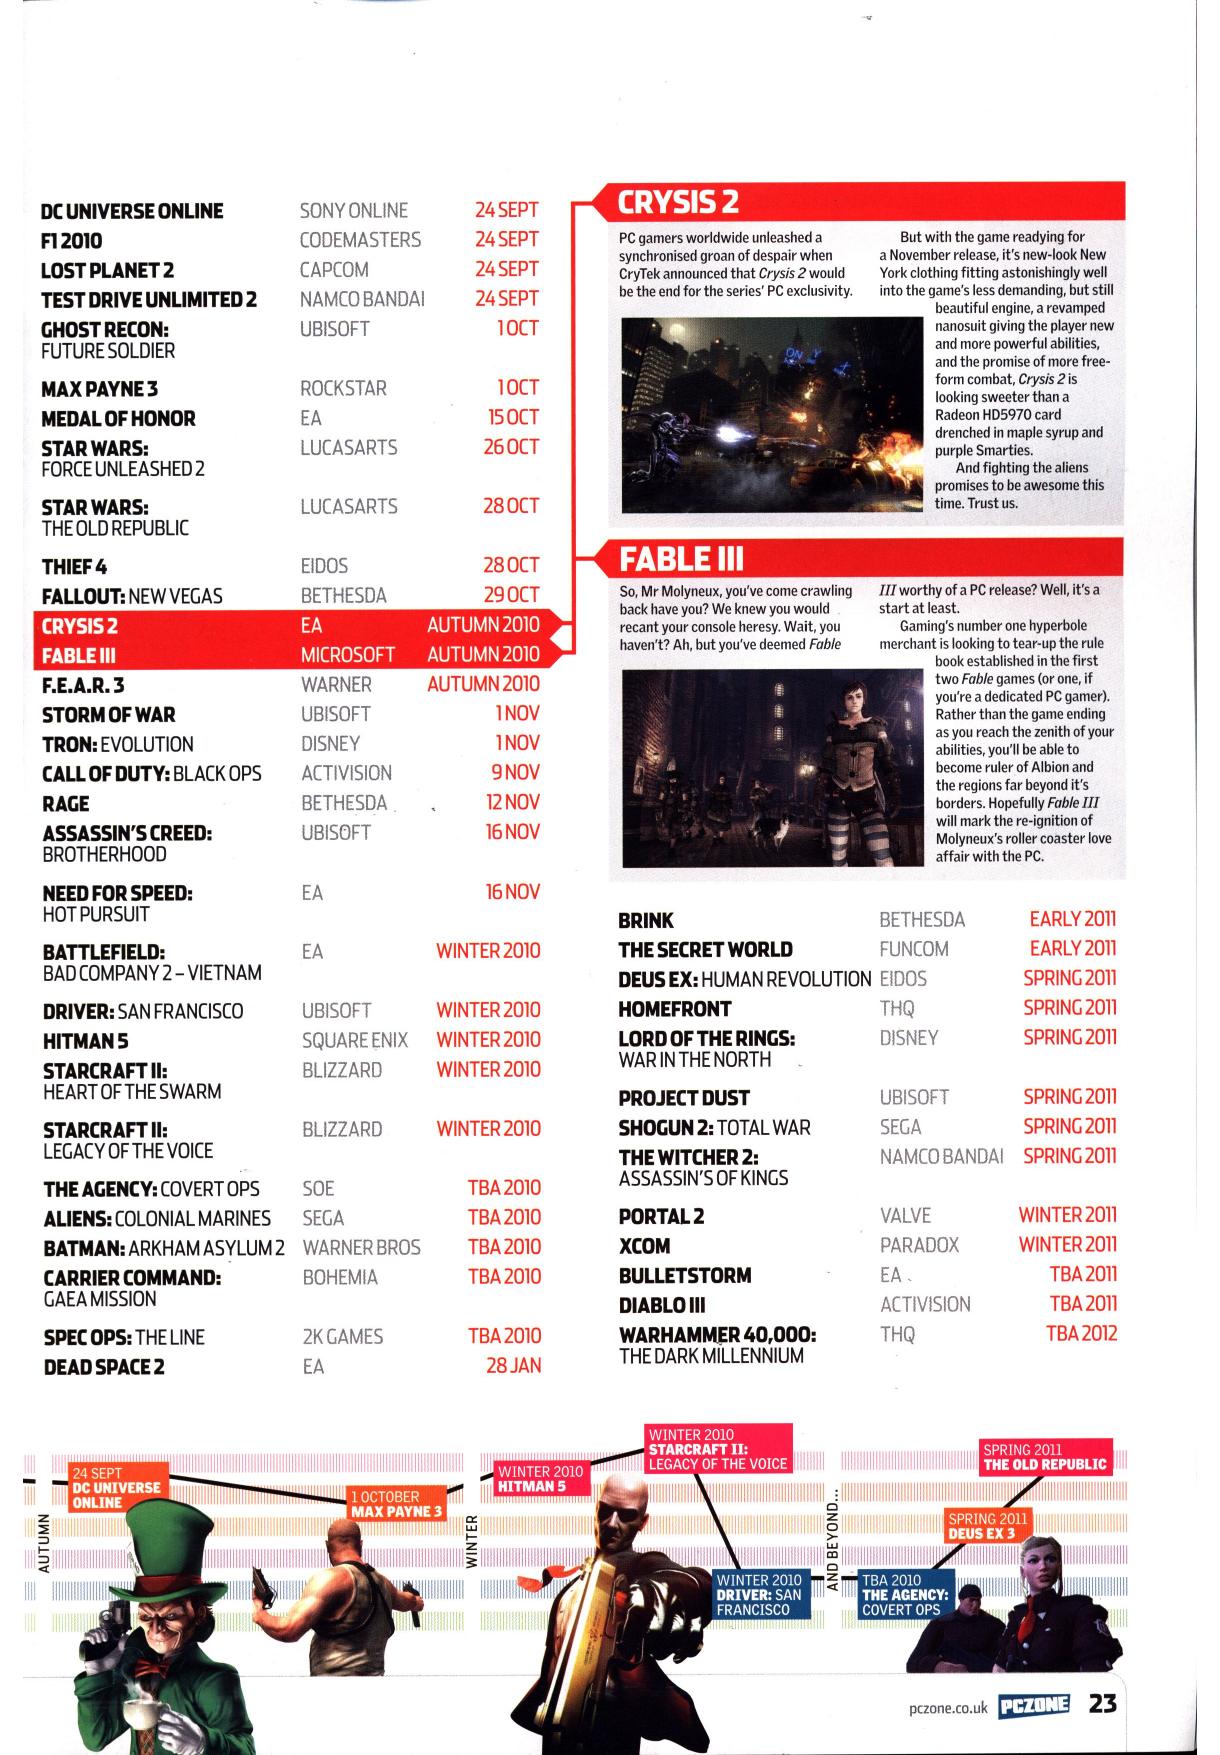 DC UNIVERSE ONLINE SONY ONLINE 24 SEPT
F1 2010 CODEMASTERS 24 SEPT
LOST PLANET 2 CAPCOM 24 SEPT
TEST DRIVE UNLIMITED 2 NAMCO BANDAI 24 SEPT
GHOST RECON: UBISOFT 1 OCT
FUTURE SOLDIER
MAX PAYNE 3 ROCKSTAR 1 OCT
MEDAL OF HONOR EA 15 OCT
STAR WARS: LUCASARTS 26 OCT
FORCE UNLEASHED 2
STAR WARS: LUCASARTS 28 OCT
THE OLD REPUBLIC
THIEF 4 EIDOS 28 OCT
FALLOUT: NEW VEGAS BETHESDA 29 OCT
CRYSIS 2 EA AUTUMN 2010
FABLE III MICROSOFT AUTUMN 2010
F.E.A.R. 3 WARNER AUTUMN 2010
STORM OF WAR UBISOFT 1 NOV
TRON: EVOLUTION DISNEY 1 NOV
CALL OF DUTY: BLACK OPS ACTIVISION 9 NOV
RAGE BETHESDA 12 NOV
ASSASSIN'S CREED: UBISOFT 16 NOV
BROTHERHOOD
NEED FOR SPEED: EA 16 NOV
HOT PURSUIT
BATTLEFIELD: EA WINTER 2010
BAD COMPANY 2 – VIETNAM
DRIVER: SAN FRANCISCO UBISOFT WINTER 2010
HITMAN 5 SQUARE ENIX WINTER 2010
STARCRAFT II: BLIZZARD WINTER 2010
HEART OF THE SWARM
STARCRAFT II: BLIZZARD WINTER 2010
LEGACY OF THE VOICE
THE AGENCY: COVERT OPS SOE TBA 2010
ALIENS: COLONIAL MARINES SEGA TBA 2010
BATMAN: ARKHAM ASYLUM 2 WARNER BROS TBA 2010
CARRIER COMMAND: BOHEMIA TBA 2010
GAEA MISSION
SPEC OPS: THE LINE 2K GAMES TBA 2010
DEAD SPACE 2 EA 28 JAN
CRYSIS 2
PC gamers worldwide unleashed a
synchronised groan of despair when
CryTek announced that Crysis 2 would
be the end for the series' PC exclusivity.
But with the game readying for
a November release, it's new-look New
York clothing fitting astonishingly well
into the game's less demanding, but still
beautiful engine, a revamped
nanosuit giving the player new
and more powerful abilities,
and the promise of more free-
form combat, Crysis 2 is
looking sweeter than a
Radeon HD5970 card
drenched in maple syrup and
purple Smarties.
And fighting the aliens
promises to be awesome this
time. Trust us.
FABLE III
So, Mr Molyneux, you've come crawling
back have you? We knew you would
recant your console heresy. Wait, you
haven't? Ah, but you've deemed Fable
III worthy of a PC release? Well, it's a
start at least.
Gaming's number one hyperbole
merchant is looking to tear-up the rule
book established in the first
two Fable games (or one, if
you're a dedicated PC gamer).
Rather than the game ending
as you reach the zenith of your
abilities, you'll be able to
become ruler of Albion and
the regions far beyond it's
borders. Hopefully Fable III
will mark the re-ignition of
Molyneux's roller coaster love
affair with the PC.
BRINK BETHESDA EARLY 2011
THE SECRET WORLD FUNCOM EARLY 2011
DEUS EX: HUMAN REVOLUTION EIDOS SPRING 2011
HOMEFRONT THQ SPRING 2011
LORD OF THE RINGS: DISNEY SPRING 2011
WAR IN THE NORTH
PROJECT DUST UBISOFT SPRING 2011
SHOGUN 2: TOTAL WAR SEGA SPRING 2011
THE WITCHER 2: NAMCO BANDAI SPRING 2011
ASSASSIN'S OF KINGS
PORTAL 2 VALVE WINTER 2011
XCOM PARADOX WINTER 2011
BULLETSTORM EA TBA 2011
DIABLO III ACTIVISION TBA 2011
WARHAMMER 40,000: THQ TBA 2012
THE DARK MILLENNIUM
AUTUMN
24 SEPT
DC UNIVERSE
ONLINE
1 OCTOBER
MAX PAYNE 3
WINTER
WINTER 2010
HITMAN 5
WINTER 2010
STARCRAFT II:
LEGACY OF THE VOICE
WINTER 2010
DRIVER: SAN
FRANCISCO
AND BEYOND...
TBA 2010
THE AGENCY:
COVERT OPS
SPRING 2011
DEUS EX 3
SPRING 2011
THE OLD REPUBLIC
pczone.co.uk PCZONE 23